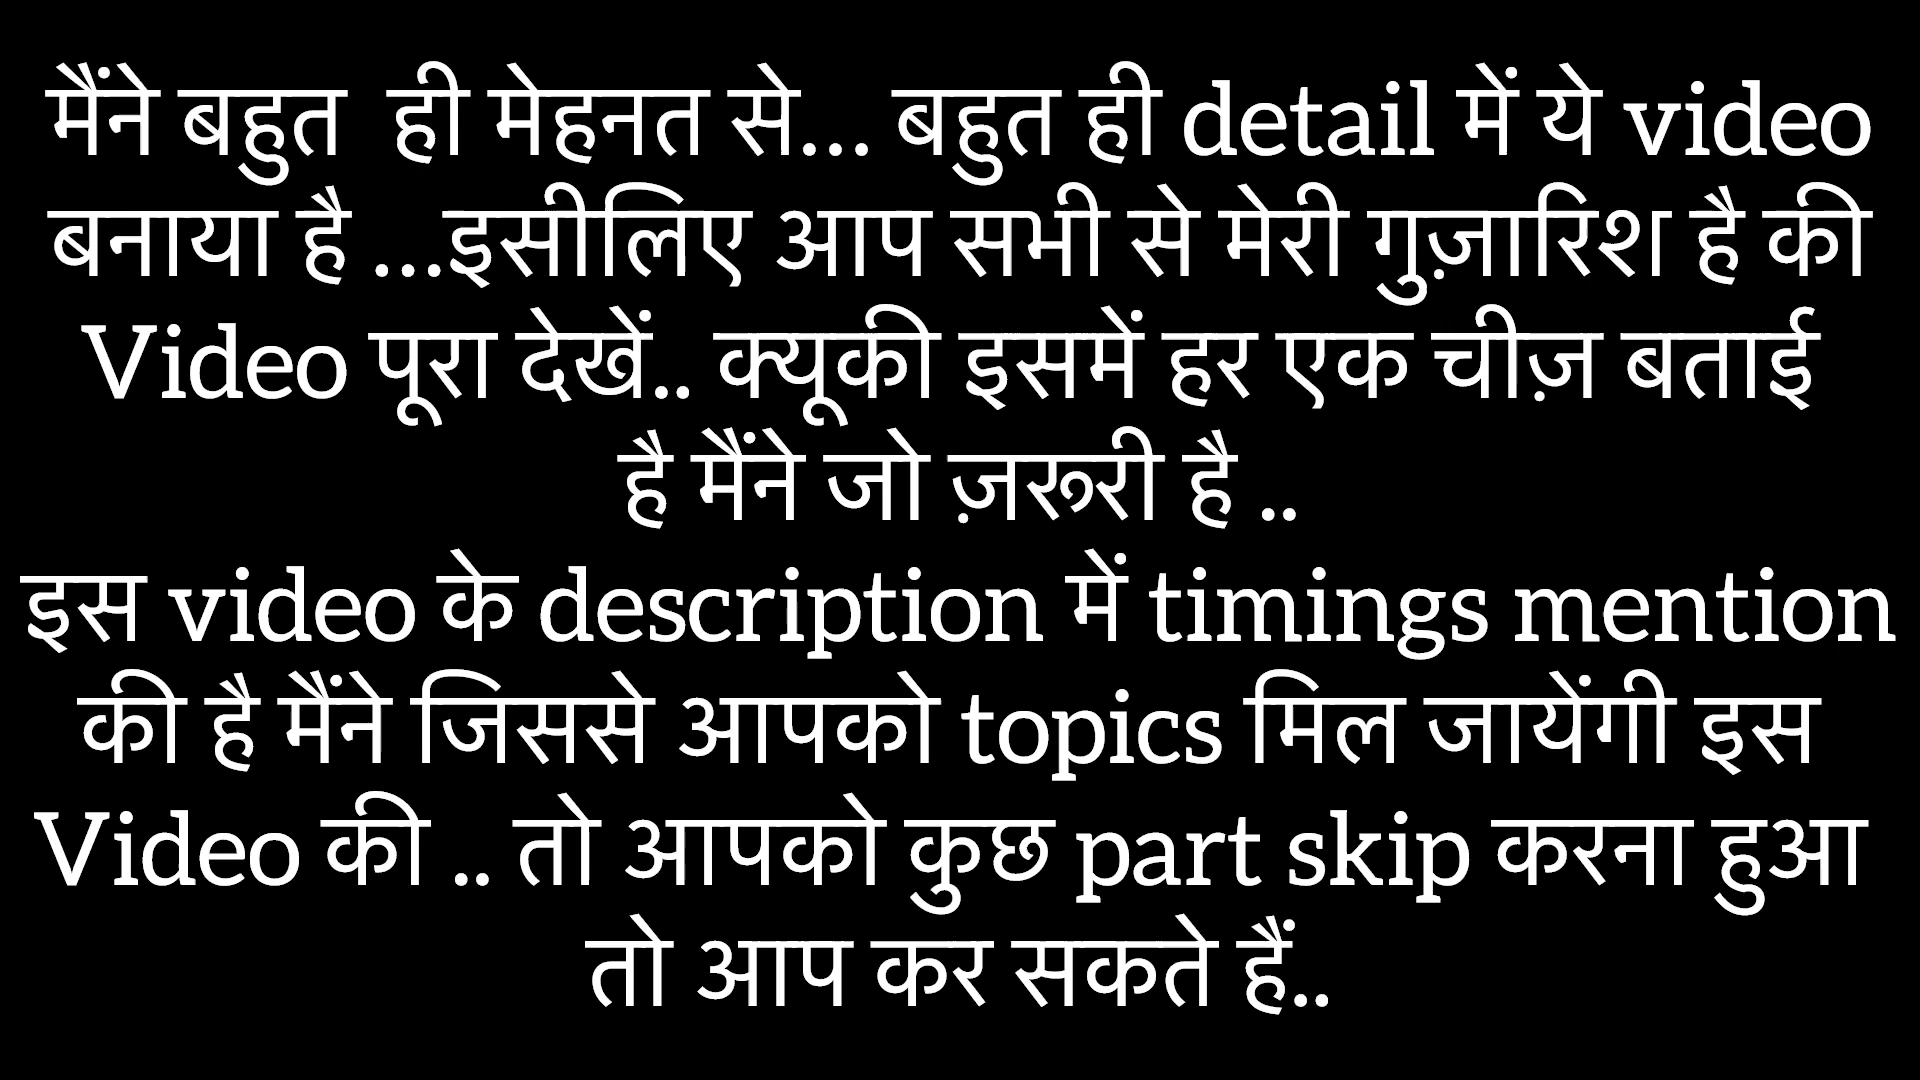 मैंने बहुत ही मेहनत से... बहुत ही detail में ये video
बनाया है ...इसीलिए आप सभी से मेरी गुज़ारिश है की
Video पूरा देखें.. क्यूकी इसमें हर एक चीज़ बताई
है मैंने जो ज़रूरी है ..
इस video के description में timings mention
की है मैंने जिससे आपको topics मिल जायेंगी इस
Video की .. तो आपको कुछ part skip करना हुआ
तो आप कर सकते हैं..